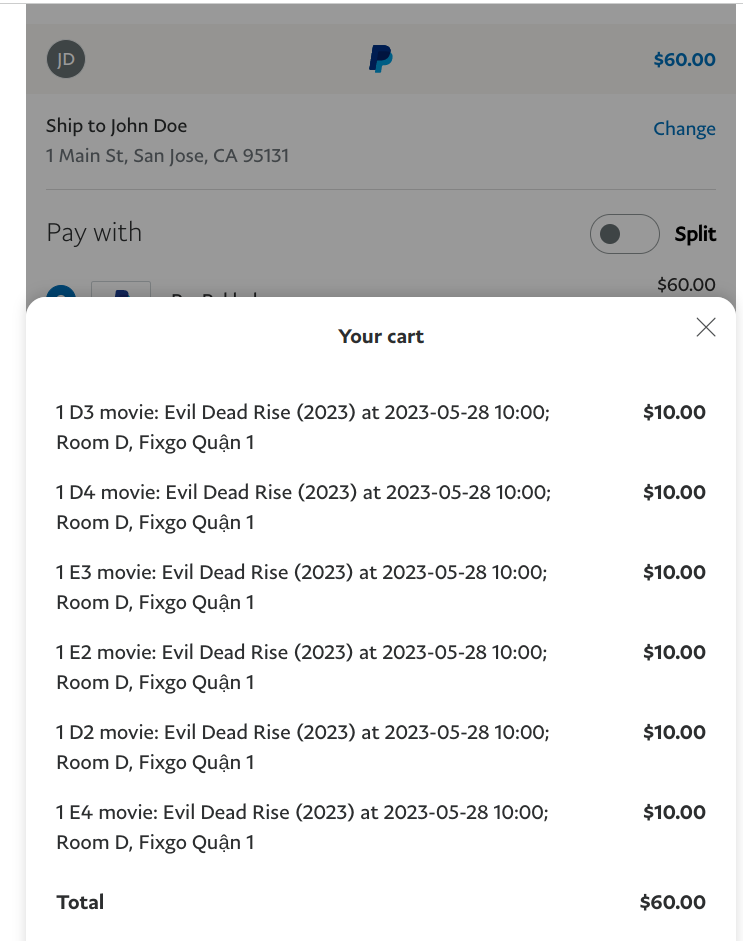 JD
$60.00
Ship to John Doe
Change
1 Main St, San Jose, CA 95131
Pay with
Split
$60.00
Your cart
1 D3 movie: Evil Dead Rise (2023) at 2023-05-28 10:00;
$10.00
Room D, Fixgo Quận 1
1 D4 movie: Evil Dead Rise (2023) at 2023-05-28 10:00;
$10.00
Room D, Fixgo Quận 1
1 E3 movie: Evil Dead Rise (2023) at 2023-05-28 10:00;
$10.00
Room D, Fixgo Quận 1
1 E2 movie: Evil Dead Rise (2023) at 2023-05-28 10:00;
$10.00
Room D, Fixgo Quận 1
1 D2 movie: Evil Dead Rise (2023) at 2023-05-28 10:00;
$10.00
Room D, Fixgo Quận 1
1 E4 movie: Evil Dead Rise (2023) at 2023-05-28 10:00;
$10.00
Room D, Fixgo Quận 1
Total
$60.00